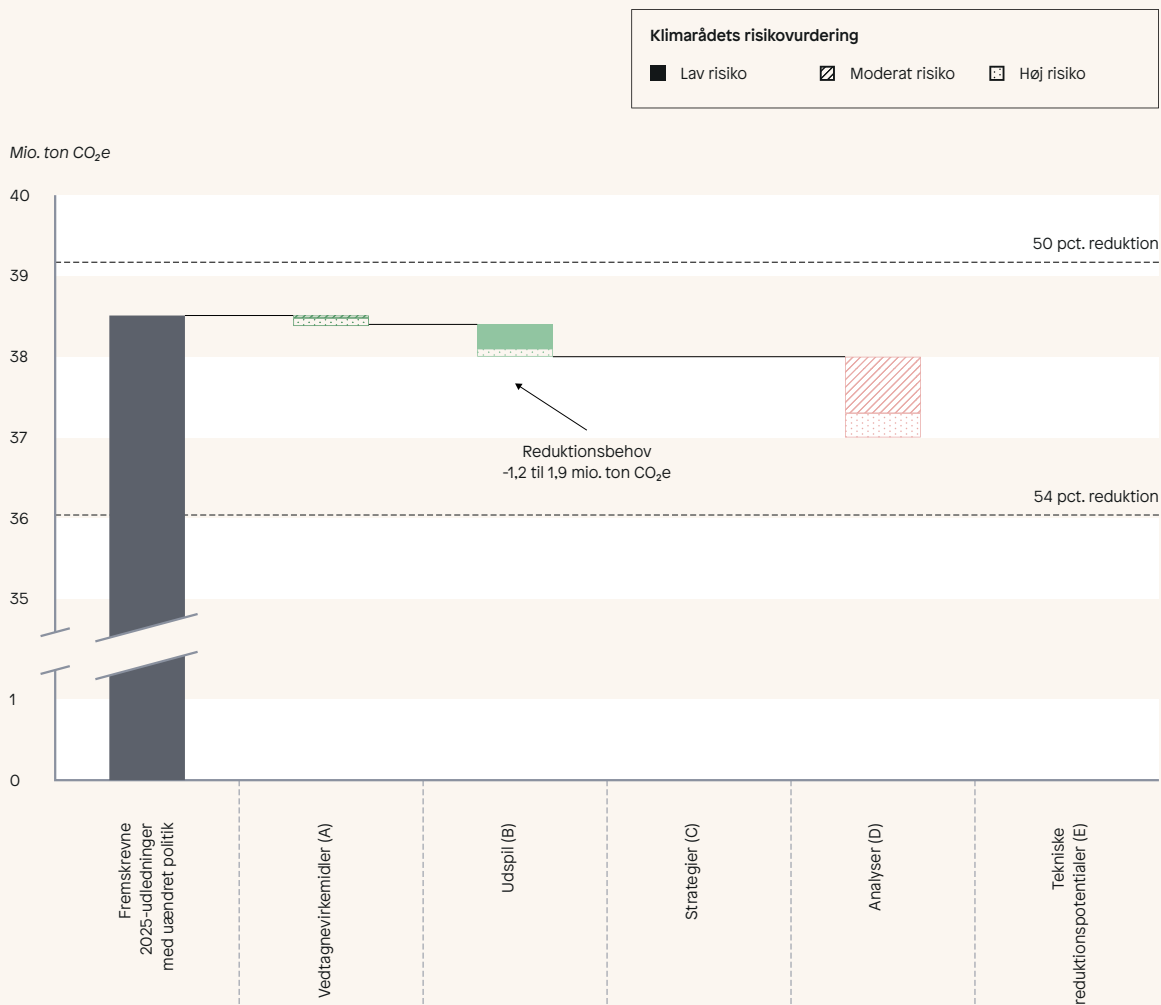 Klimarådets risikovurdering
Lav risiko
Moderat risiko
Høj risiko
Mio. ton CO₂e
40
50 pct. reduktion
39
38
37
Reduktionsbehov
-1,2 til 1,9 mio. ton CO₂e
54 pct. reduktion
36
35
1
0
Fremskrevne
2025-udledninger
med uændret politik
Vedtagnevirkemidler (A)
Udspil (B)
Strategier (C)
Analyser (D)
Tekniske
reduktionspotentialer (E)